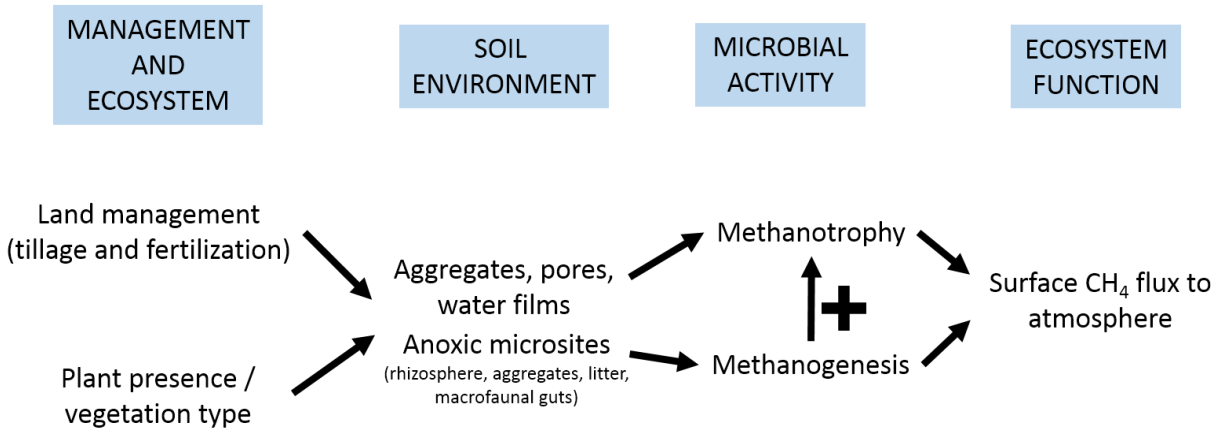 MANAGEMENT
AND
ECOSYSTEM
SOIL
ENVIRONMENT
MICROBIAL
ACTIVITY
ECOSYSTEM
FUNCTION
Land management
(tillage and fertilization)
Plant presence /
vegetation type
Aggregates, pores,
water films
Anoxic microsites
(rhizosphere, aggregates, litter,
macrofaunal guts)
Methanotrophy
+
Methanogenesis
Surface CH₄ flux to
atmosphere